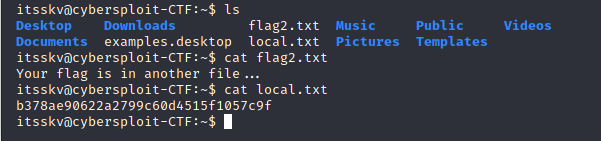 itsskv@cybersploit-CTF:~$ ls
Desktop Downloads flag2.txt Music Public Videos
Documents examples.desktop local.txt Pictures Templates
itsskv@cybersploit-CTF:~$ cat flag2.txt
Your flag is in another file...
itsskv@cybersploit-CTF:~$ cat local.txt
b378ae90622a2799c60d4515f1057c9f
itsskv@cybersploit-CTF:~$